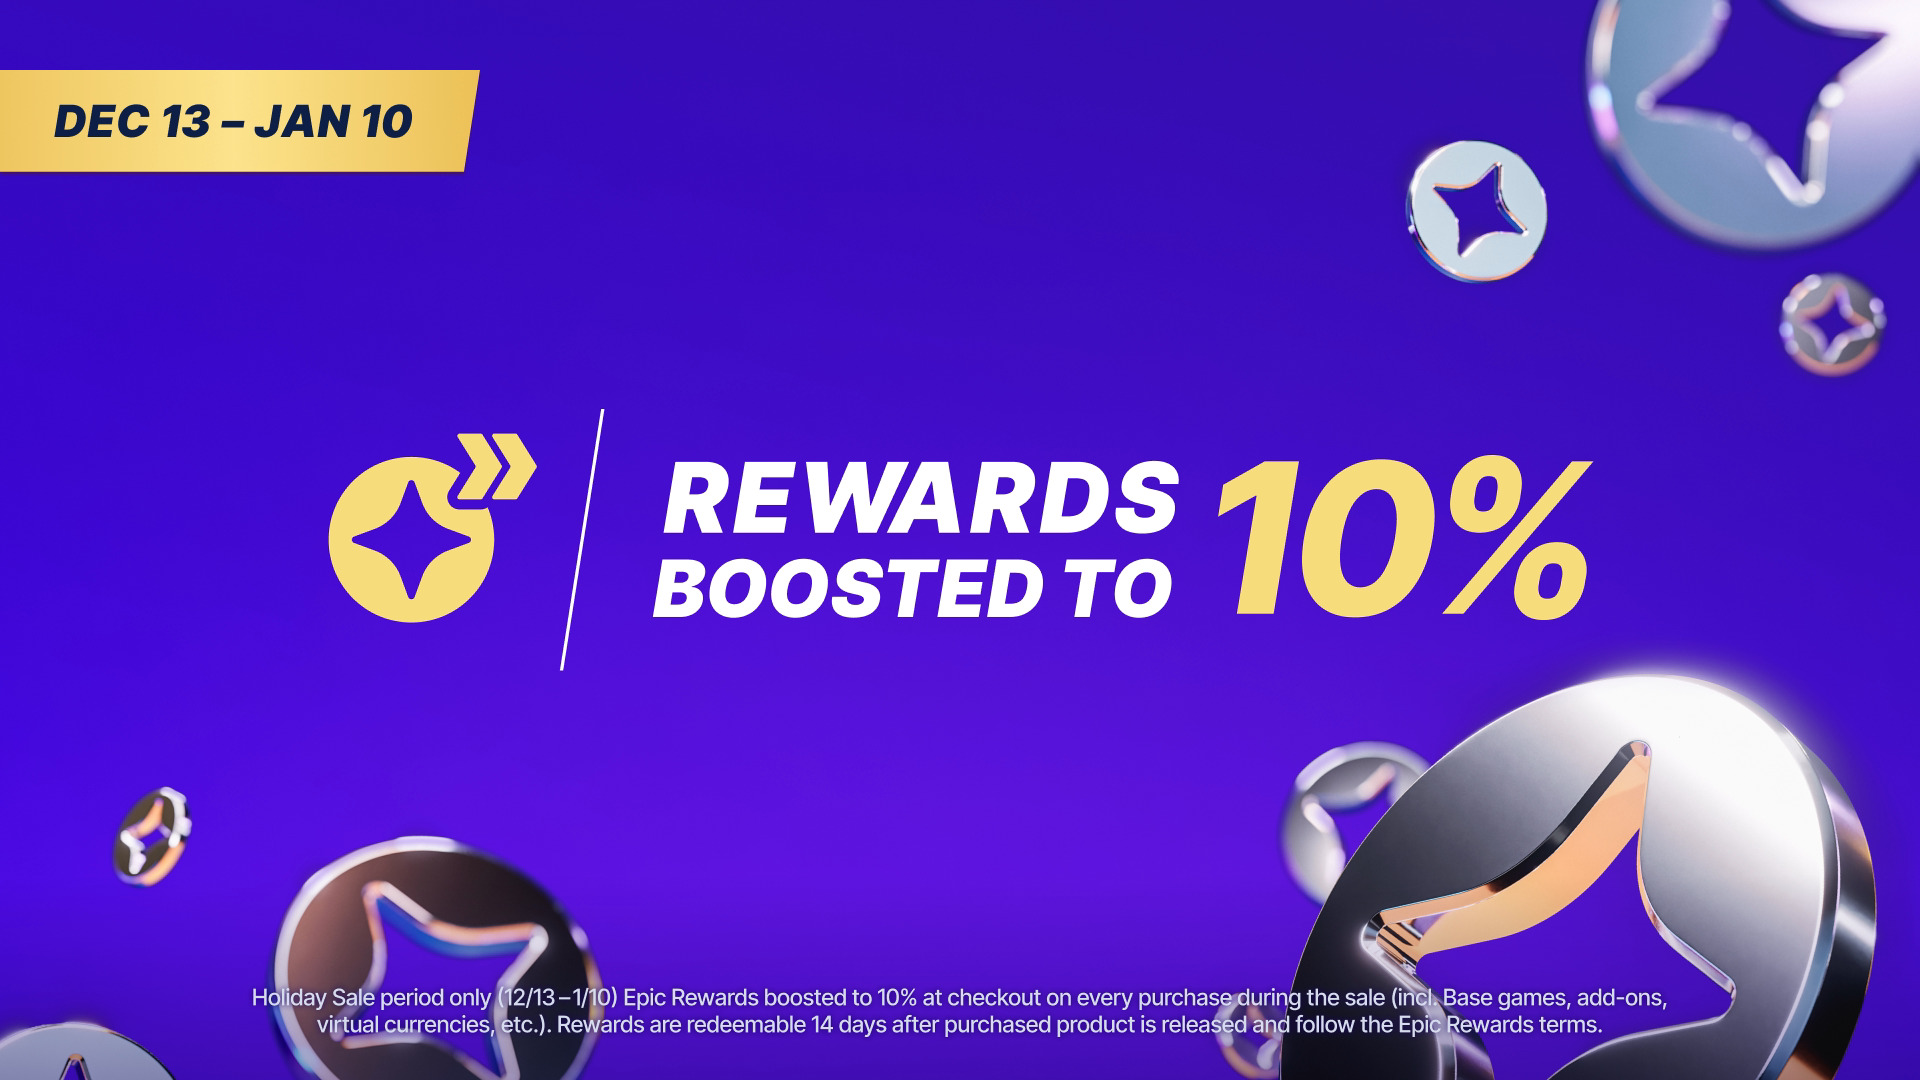 DEC 13 – JAN 10
REWARDS
BOOSTED TO
10%
Holiday Sale period only (12/13 – 1/10) Epic Rewards boosted to 10% at checkout on every purchase during the sale (incl. Base games, add-ons,
virtual currencies, etc.). Rewards are redeemable 14 days after purchased product is released and follow the Epic Rewards terms.